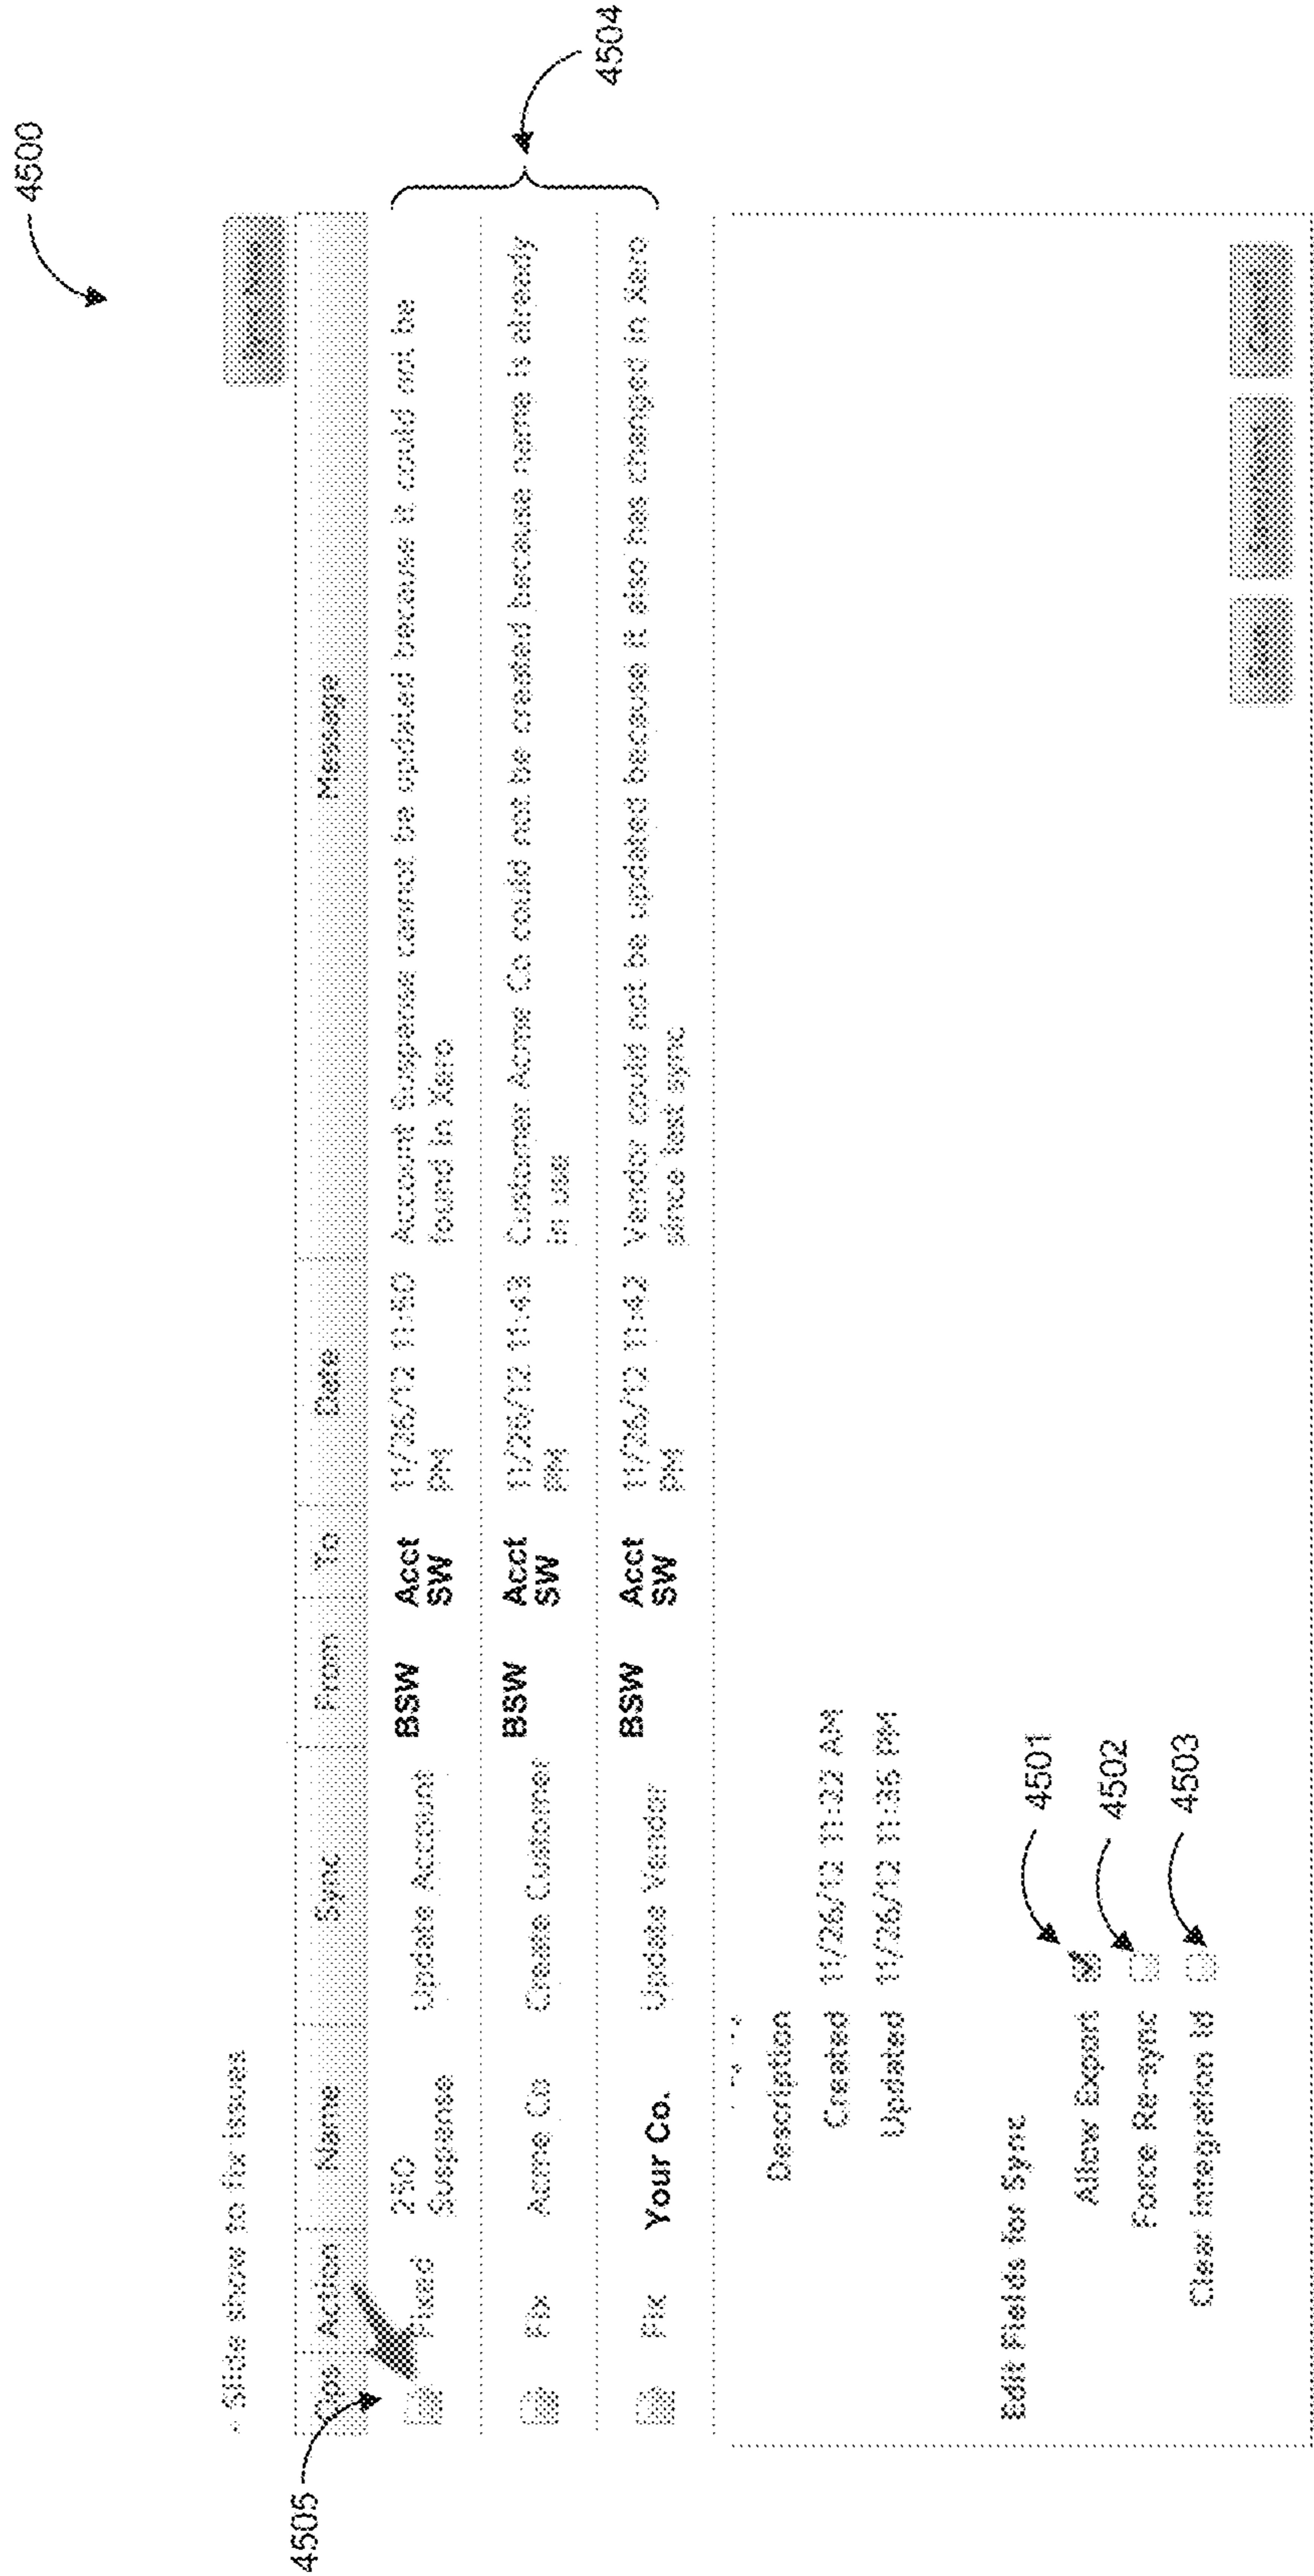 4500
- Slide show to fix issues
Ops Action Name Sync From To Date Message
4505
Fixed 250 Suspense Update Account BSW Acct SW 11/26/12 11:50 PM Account Suspense cannot be updated because it could not be found in Xero
Fix Acme Co Create Customer BSW Acct SW 11/26/12 11:43 PM Customer Acme Co could not be created because name is already in use
Fix Your Co. Update Vendor BSW Acct SW 11/26/12 11:42 PM Vendor could not be updated because it also has changed in Xero since last sync
4504
Description
Created 11/26/12 11:22 AM
Updated 11/26/12 11:35 PM
Edit Fields for Sync
4501
Allow Export
4502
Force Re-sync
4503
Clear Integration Id